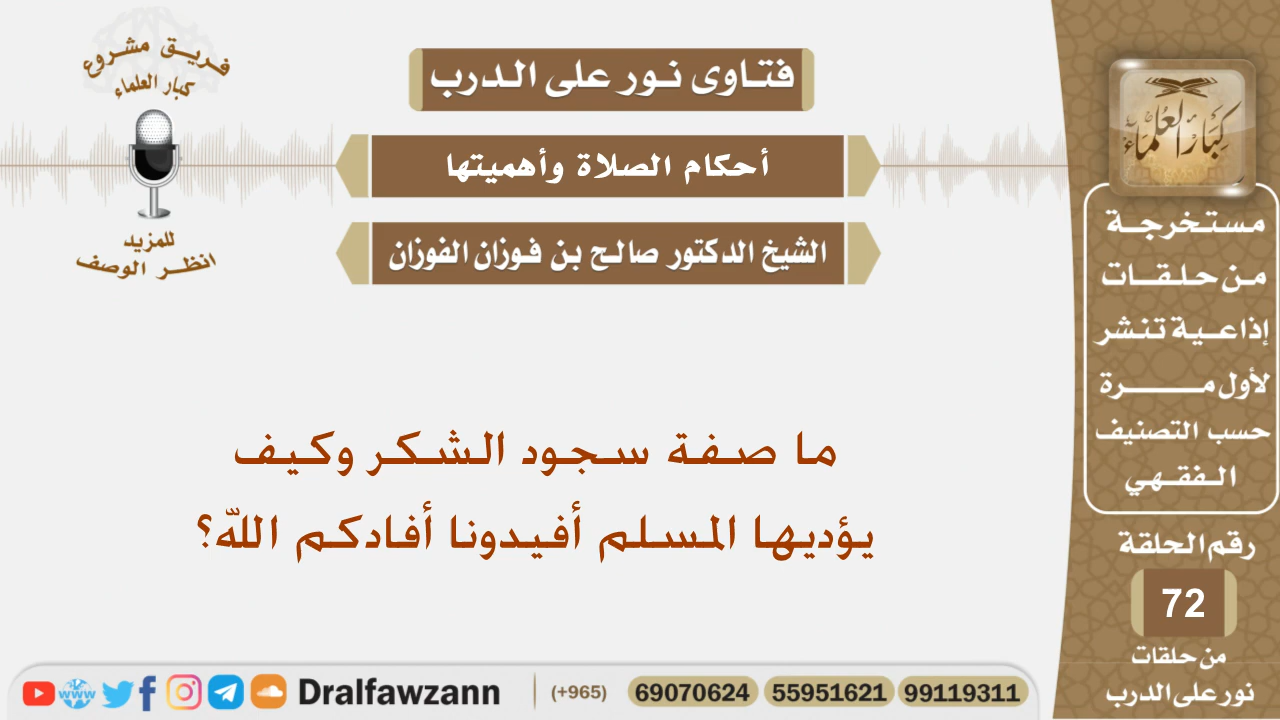 فريق مشروع
كبار العلماء
للمزيد
انظر الوصف
فتاوى نور على الدرب
أحكام الصلاة وأهميتها
الشيخ الدكتور صالح بن فوزان الفوزان
ما صفة سجود الشكر وكيف
يؤديها المسلم أفيدونا أفادكم الله؟
كبار العلماء
مستخرجة
من حلقات
إذاعية تنشر
لأول مرة
حسب التصنيف
الفقهي
رقم الحلقة
72
من حلقات
نور على الدرب
www Dralfawzann (+965) 69070624 55951621 99119311